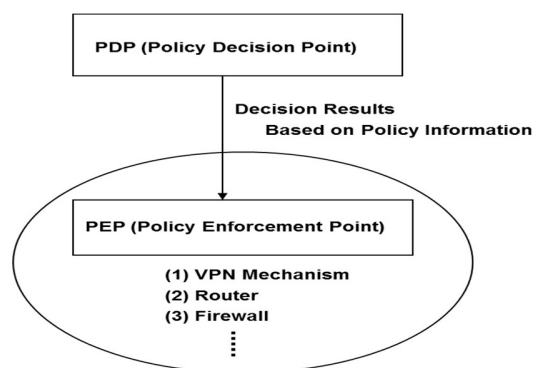 PDP (Policy Decision Point)
Decision Results
Based on Policy Information
PEP (Policy Enforcement Point)
(1) VPN Mechanism
(2) Router
(3) Firewall